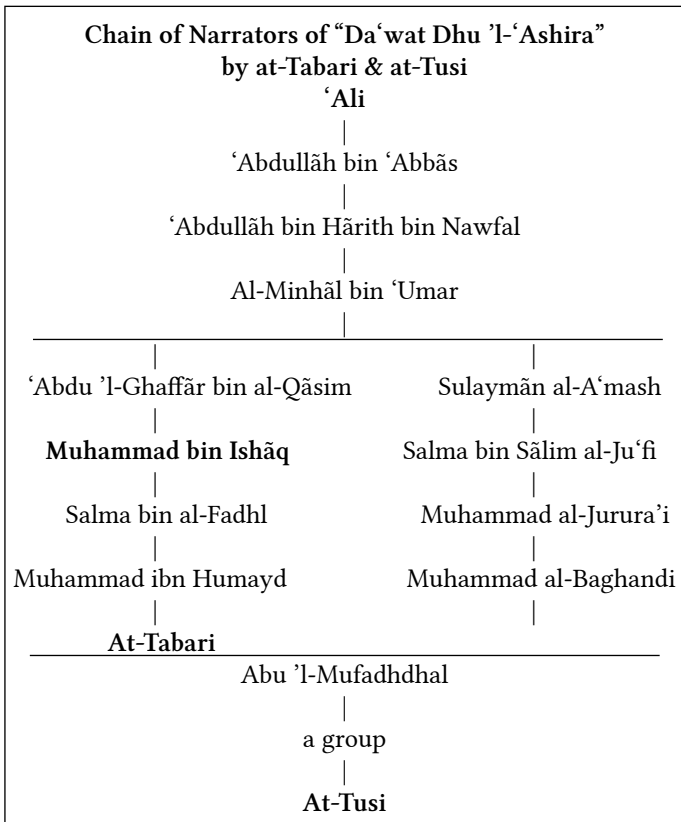 Chain of Narrators of “Da‘wat Dhu ’l-‘Ashira”
by at-Tabari & at-Tusi
‘Ali
‘Abdullãh bin ‘Abbãs
‘Abdullãh bin Hãrith bin Nawfal
Al-Minhãl bin ‘Umar
‘Abdu ’l-Ghaffãr bin al-Qãsim Sulaymãn al-A‘mash
Muhammad bin Ishãq Salma bin Sãlim al-Ju‘fi
Salma bin al-Fadhl Muhammad al-Jurura’i
Muhammad ibn Humayd Muhammad al-Baghandi
At-Tabari
Abu ’l-Mufadhdhal
a group
At-Tusi